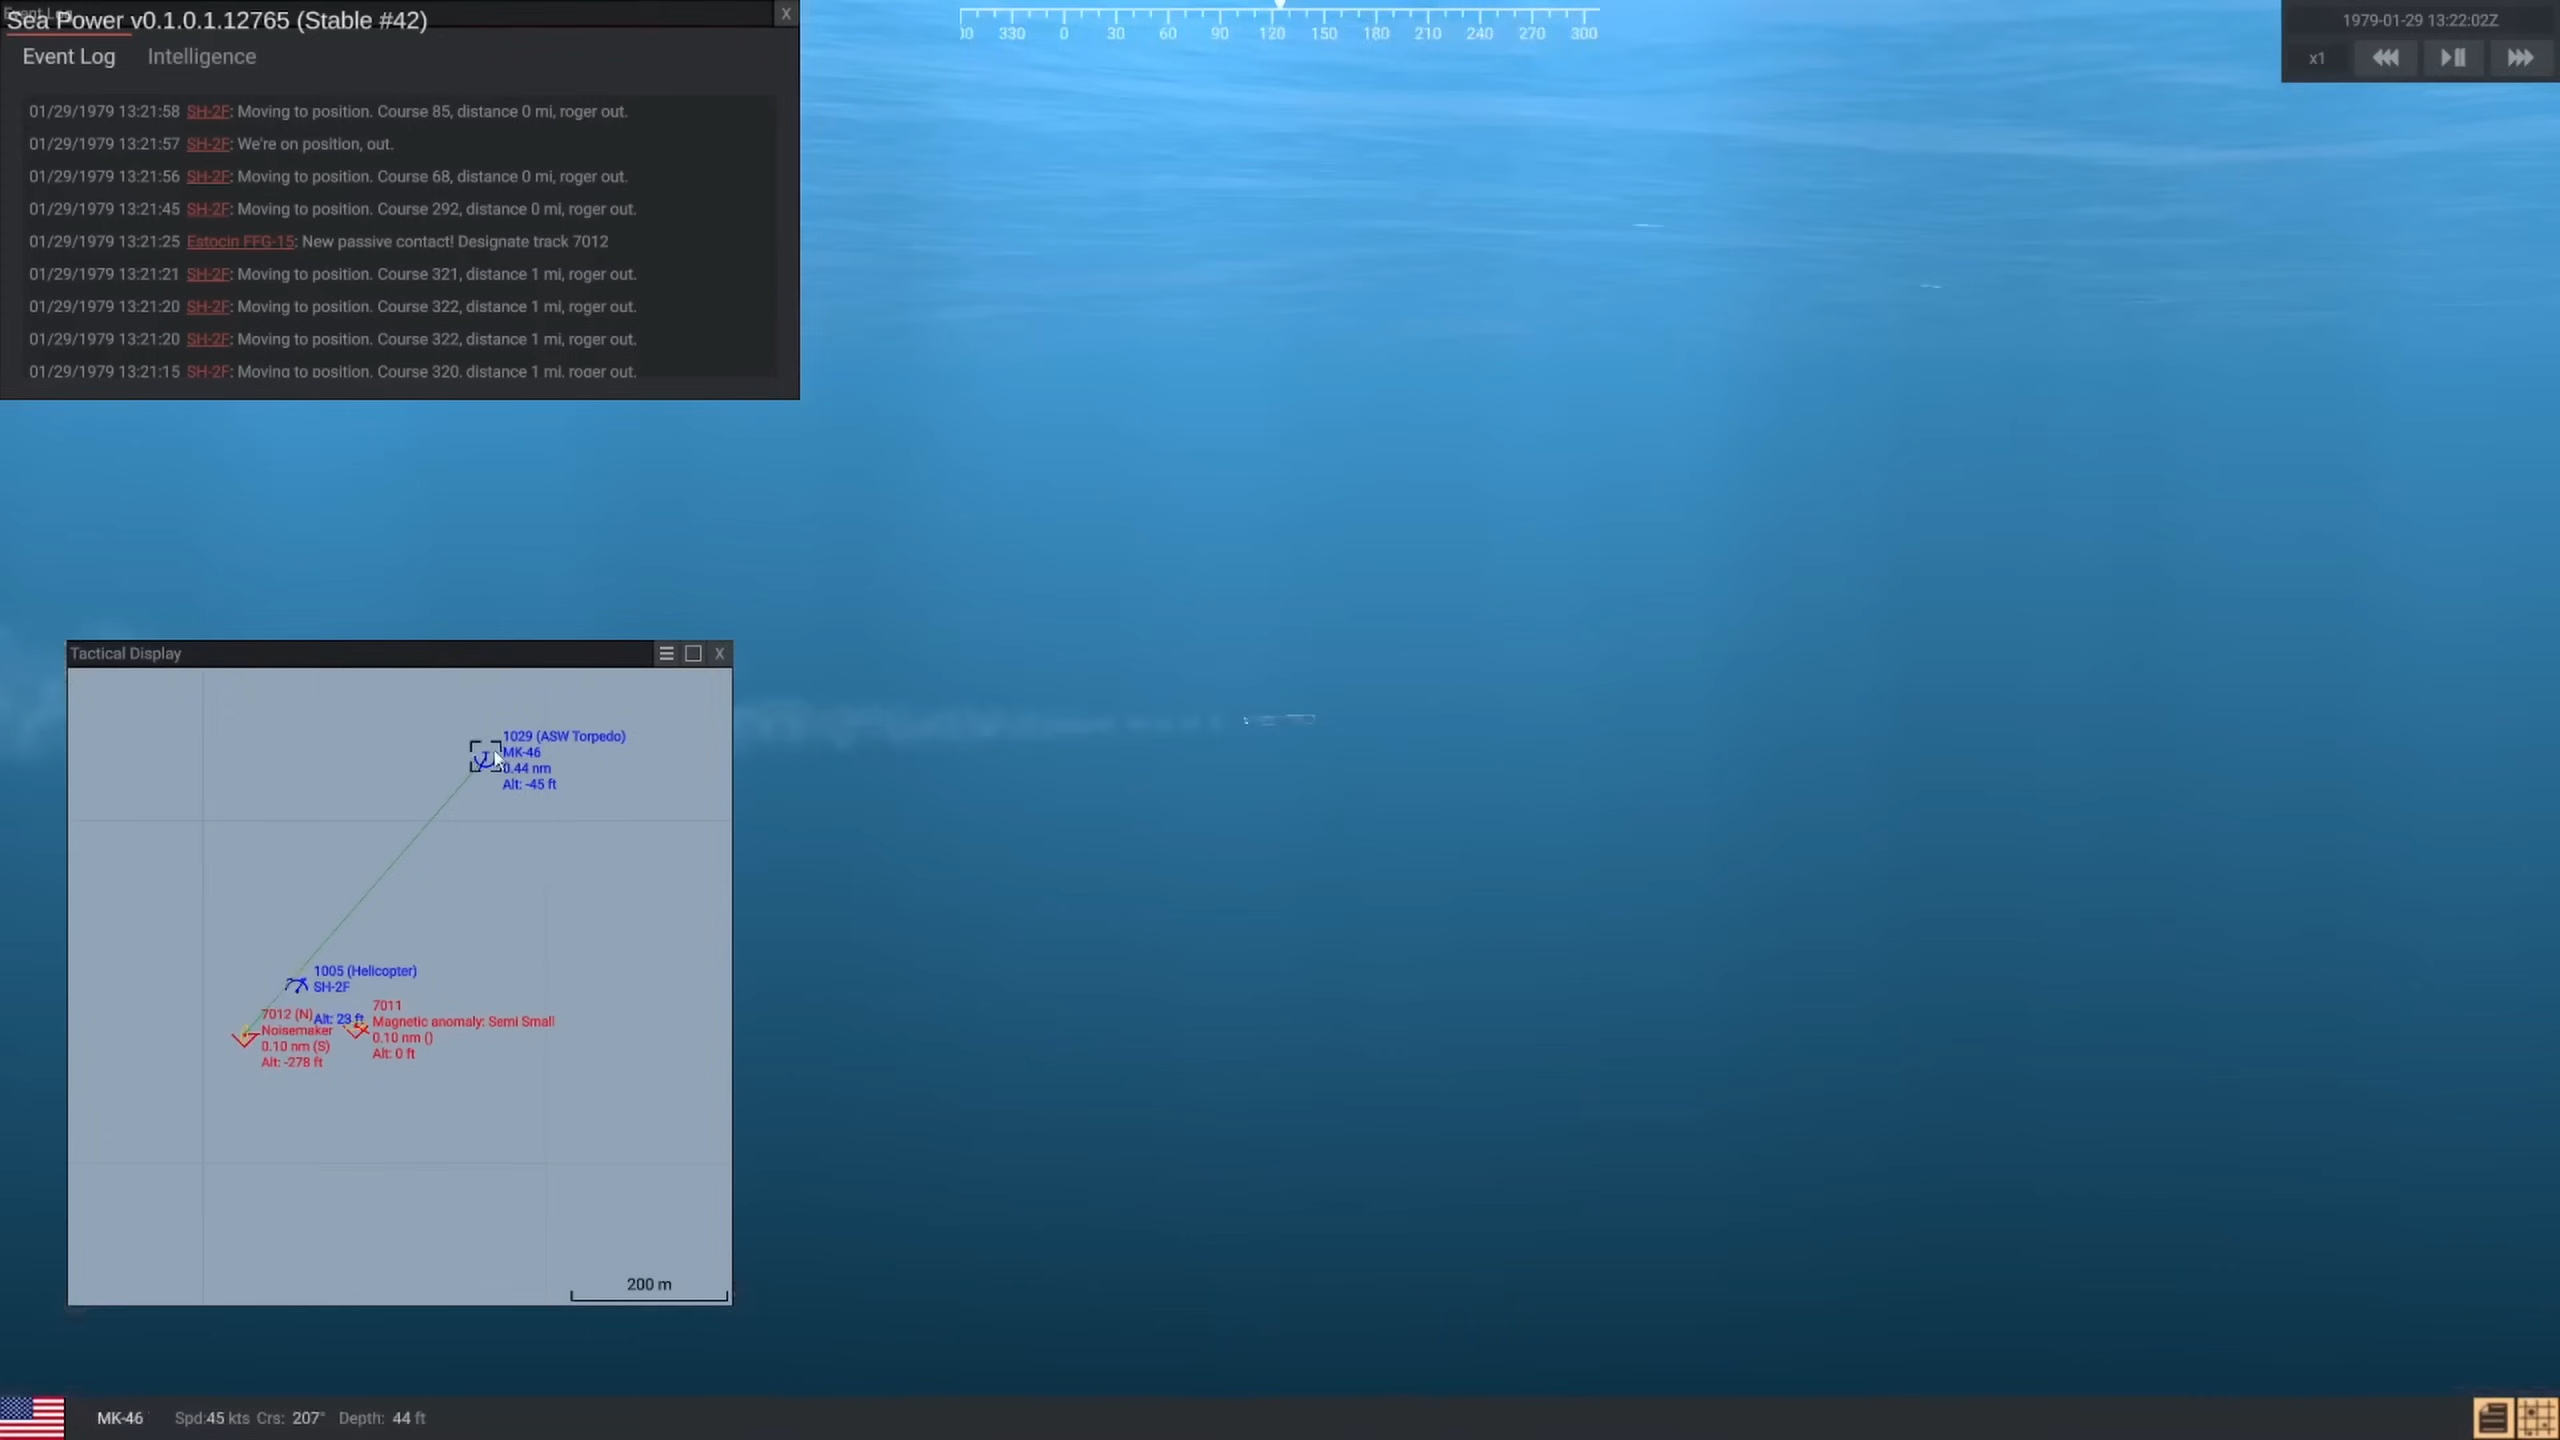 Sea Power v0.1.0.1.12765 (Stable #42)
X
Event Log
Intelligence
01/29/1979 13:21:58 SH-2F: Moving to position. Course 85, distance 0 mi, roger out.
01/29/1979 13:21:57 SH-2F: We're on position, out.
01/29/1979 13:21:56 SH-2F: Moving to position. Course 68, distance 0 mi, roger out.
01/29/1979 13:21:45 SH-2F: Moving to position. Course 292, distance 0 mi, roger out.
01/29/1979 13:21:25 Estocin FFG-15: New passive contact! Designate track 7012
01/29/1979 13:21:21 SH-2F: Moving to position. Course 321, distance 1 mi, roger out.
01/29/1979 13:21:20 SH-2F: Moving to position. Course 322, distance 1 mi, roger out.
01/29/1979 13:21:20 SH-2F: Moving to position. Course 322, distance 1 mi, roger out.
01/29/1979 13:21:15 SH-2F: Moving to position. Course 320, distance 1 mi, roger out.
330 0 30 60 90 120 150 180 210 240 270 300
1979-01-29 13:22:02Z
x1
Tactical Display
X
1029 (ASW Torpedo)
MK-46
0.44 nm
Alt: -45 ft
1005 (Helicopter)
SH-2F
Alt: 23 ft
7012 (N)
Noisemaker
0.10 nm (S)
Alt: -278 ft
7011
Magnetic anomaly: Semi Small
0.10 nm ()
Alt: 0 ft
200 m
MK-46 Spd:45 kts Crs: 207° Depth: 44 ft